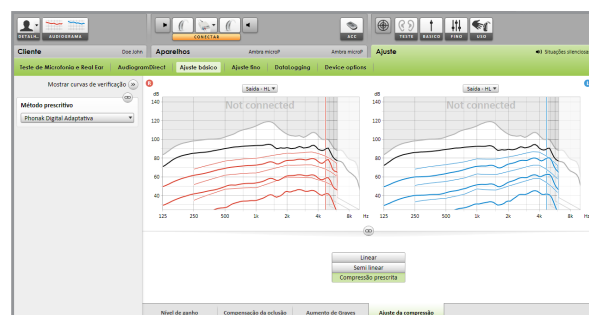 DETALH. AUDIOGRAMA CONECTAR ACC TESTE BÁSICO FINO USO
Cliente Doe John Aparelhos Ambra microP Ambra microP Ajuste Situações silenciosas
Teste de Microfonia e Real Ear AudiogramDirect Ajuste básico Ajuste fino DataLogging Device options
Mostrar curvas de verificação
Método prescritivo
Phonak Digital Adaptativa
R
Saída - HL Saída - HL
dB dB
Not connected Not connected
140 140
120 120
100 100
80 80
60 60
40 40
125 250 500 1k 2k 4k 8k Hz 125 250 500 1k 2k 4k 8k Hz
Linear
Semi linear
Compressão prescrita
Nível de ganho Compensação da oclusão Aumento de Graves Ajuste da compressão